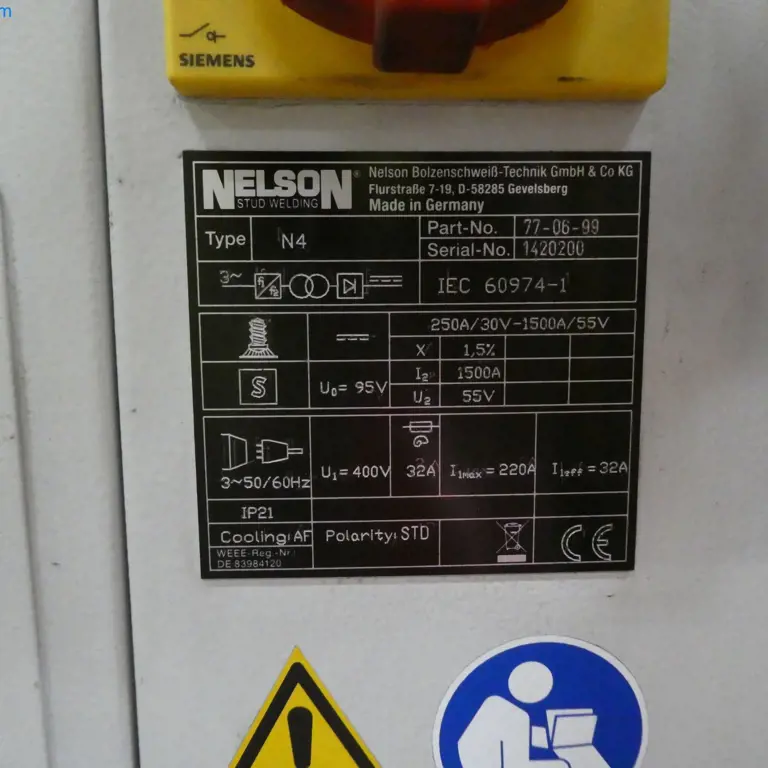 m
SIEMENS
NELSON®
STUD WELDING
Nelson Bolzenschweiß-Technik GmbH & Co KG
Flurstraße 7-19, D-58285 Gevelsberg
Made in Germany
Type N4
Part-No. 77-06-99
Serial-No. 1420200
3~ f1/f2
IEC 60974-1
250A/30V-1500A/55V
X 1,5%
I2 1500A
S U0= 95V
U2 55V
3~50/60Hz U1= 400V 32A I1max = 220A I1eff = 32A
IP21
Cooling:AF Polarity: STD CE
WEEE-Reg.-Nr.:
DE 83984120